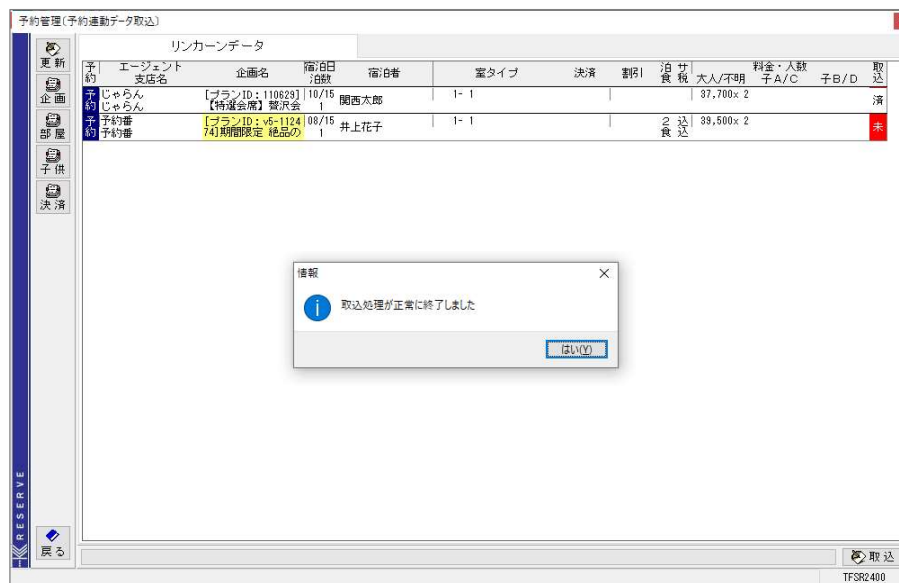 予約管理(予約連動データ取込)
更新
企画
部屋
子供
決済
戻る
RESERVE
リンカーンデータ
予約 エージェント 支店名 企画名 宿泊日 泊数 宿泊者 室タイプ 決済 割引 泊食 サ税 料金・人数 大人/不明 子A/C 子B/D 取込
予 じゃらん [プランID:110629] 10/15 関西太郎 1- 1 37,700× 2 済
約 じゃらん 【特選会席】贅沢会 1
予 予約番 [プランID:v5-1124 08/15 井上花子 1- 1 2 込 39,500× 2 未
約 予約番 74]期間限定 絶品の 1 食 込
情報
取込処理が正常に終了しました
はい(Y)
取込
TFSR2400